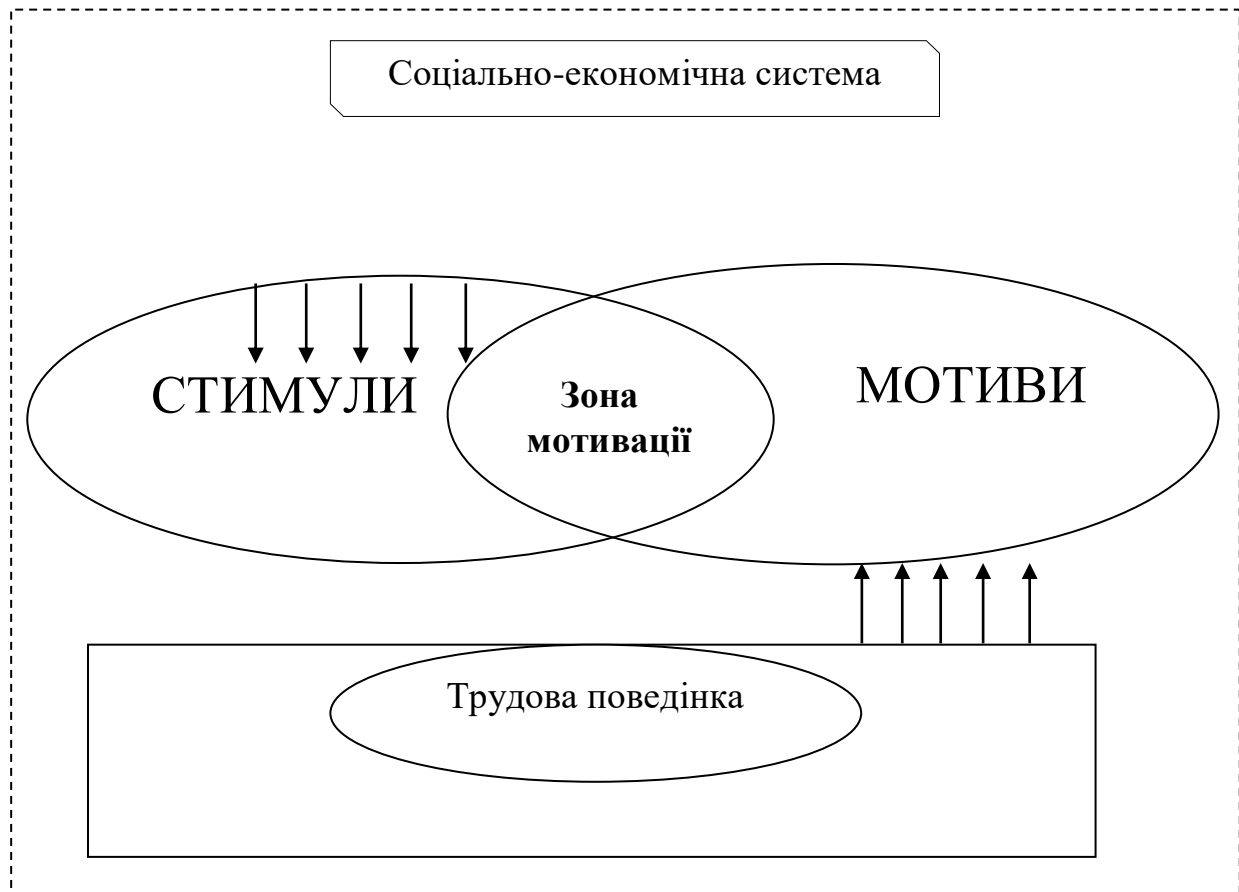 Соціально-економічна система
СТИМУЛИ
Зона
мотивації
МОТИВИ
Трудова поведінка